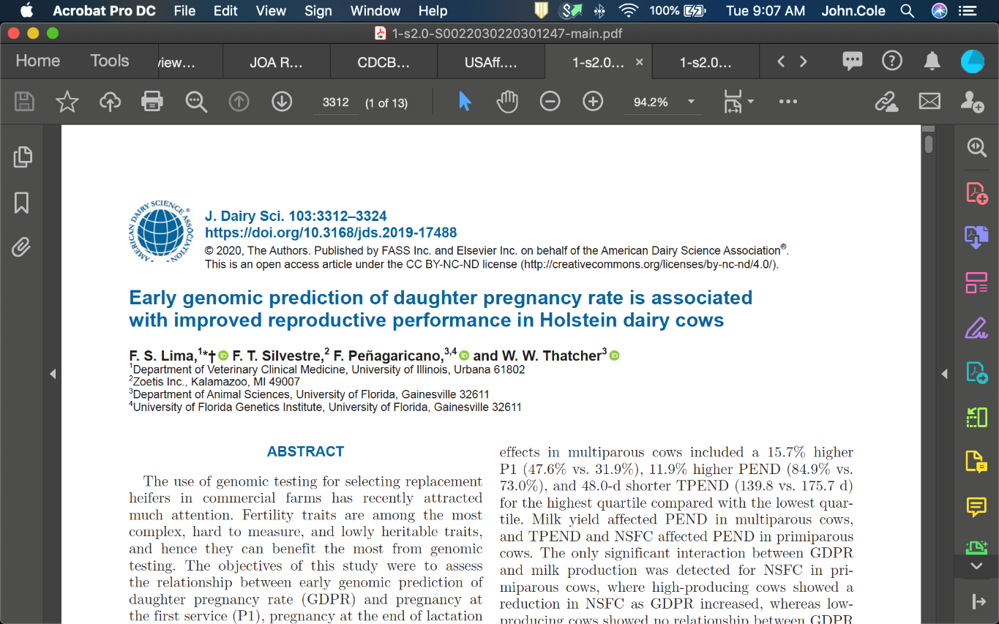 Acrobat Pro DC File Edit View Sign Window Help 100% Tue 9:07 AM John.Cole
1-s2.0-S0022030220301247-main.pdf
Home Tools view... JOA R... CDCB... USAff.... 1-s2.0... × 1-s2.0...
3312 (1 of 13) 94.2%
AMERICAN DAIRY SCIENCE ASSOCIATION®
J. Dairy Sci. 103:3312–3324
https://doi.org/10.3168/jds.2019-17488
© 2020, The Authors. Published by FASS Inc. and Elsevier Inc. on behalf of the American Dairy Science Association®.
This is an open access article under the CC BY-NC-ND license (http://creativecommons.org/licenses/by-nc-nd/4.0/).
Early genomic prediction of daughter pregnancy rate is associated
with improved reproductive performance in Holstein dairy cows
F. S. Lima,1*† iD F. T. Silvestre,2 F. Peñagaricano,3,4 iD and W. W. Thatcher3 iD
1Department of Veterinary Clinical Medicine, University of Illinois, Urbana 61802
2Zoetis Inc., Kalamazoo, MI 49007
3Department of Animal Sciences, University of Florida, Gainesville 32611
4University of Florida Genetics Institute, University of Florida, Gainesville 32611
ABSTRACT
The use of genomic testing for selecting replacement
heifers in commercial farms has recently attracted
much attention. Fertility traits are among the most
complex, hard to measure, and lowly heritable traits,
and hence they can benefit the most from genomic
testing. The objectives of this study were to assess
the relationship between early genomic prediction of
daughter pregnancy rate (GDPR) and pregnancy at
the first service (P1), pregnancy at the end of lactation
effects in multiparous cows included a 15.7% higher
P1 (47.6% vs. 31.9%), 11.9% higher PEND (84.9% vs.
73.0%), and 48.0-d shorter TPEND (139.8 vs. 175.7 d)
for the highest quartile compared with the lowest quar-
tile. Milk yield affected PEND in multiparous cows,
and TPEND and NSFC affected PEND in primiparous
cows. The only significant interaction between GDPR
and milk production was detected for NSFC in pri-
miparous cows, where high-producing cows showed a
reduction in NSFC as GDPR increased, whereas low-
producing cows showed no relationship between GDPR